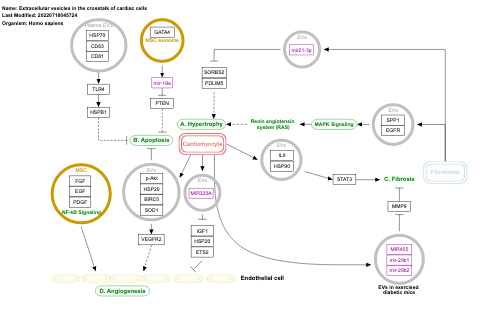 Name: Extracellular vesicles in the crosstalk of cardiac cells
Last Modified: 20220719045724
Organism: Homo sapiens
Plasma EVs
HSP70
CD63
CD81
GATA4
MSC exosome
EVs
mir21-3p
TLR4
HSPB1
mir-19a
PTEN
SORBS2
PDLIM5
A. Hypertrophy
Renin angiotensin
system (RAS)
MAPK Signaling
EVs
SPP1
EGFR
B. Apoptosis
Cardiomyocyte
EVs
IL6
HSP90
STAT3
C. Fibrosis
Fibroblasts
MSC
FGF
EGF
PDGF
NF-kB Signaling
EVs
p-Akt
HSP20
BIRC5
SOD1
EVs
MIR320A
MMP9
VEGFR2
IGF1
HSP20
ETS2
MIR455
mir-29b1
mir-29b2
EVs in exercised
diabetic mice
Endothelial cell
D. Angiogenesis